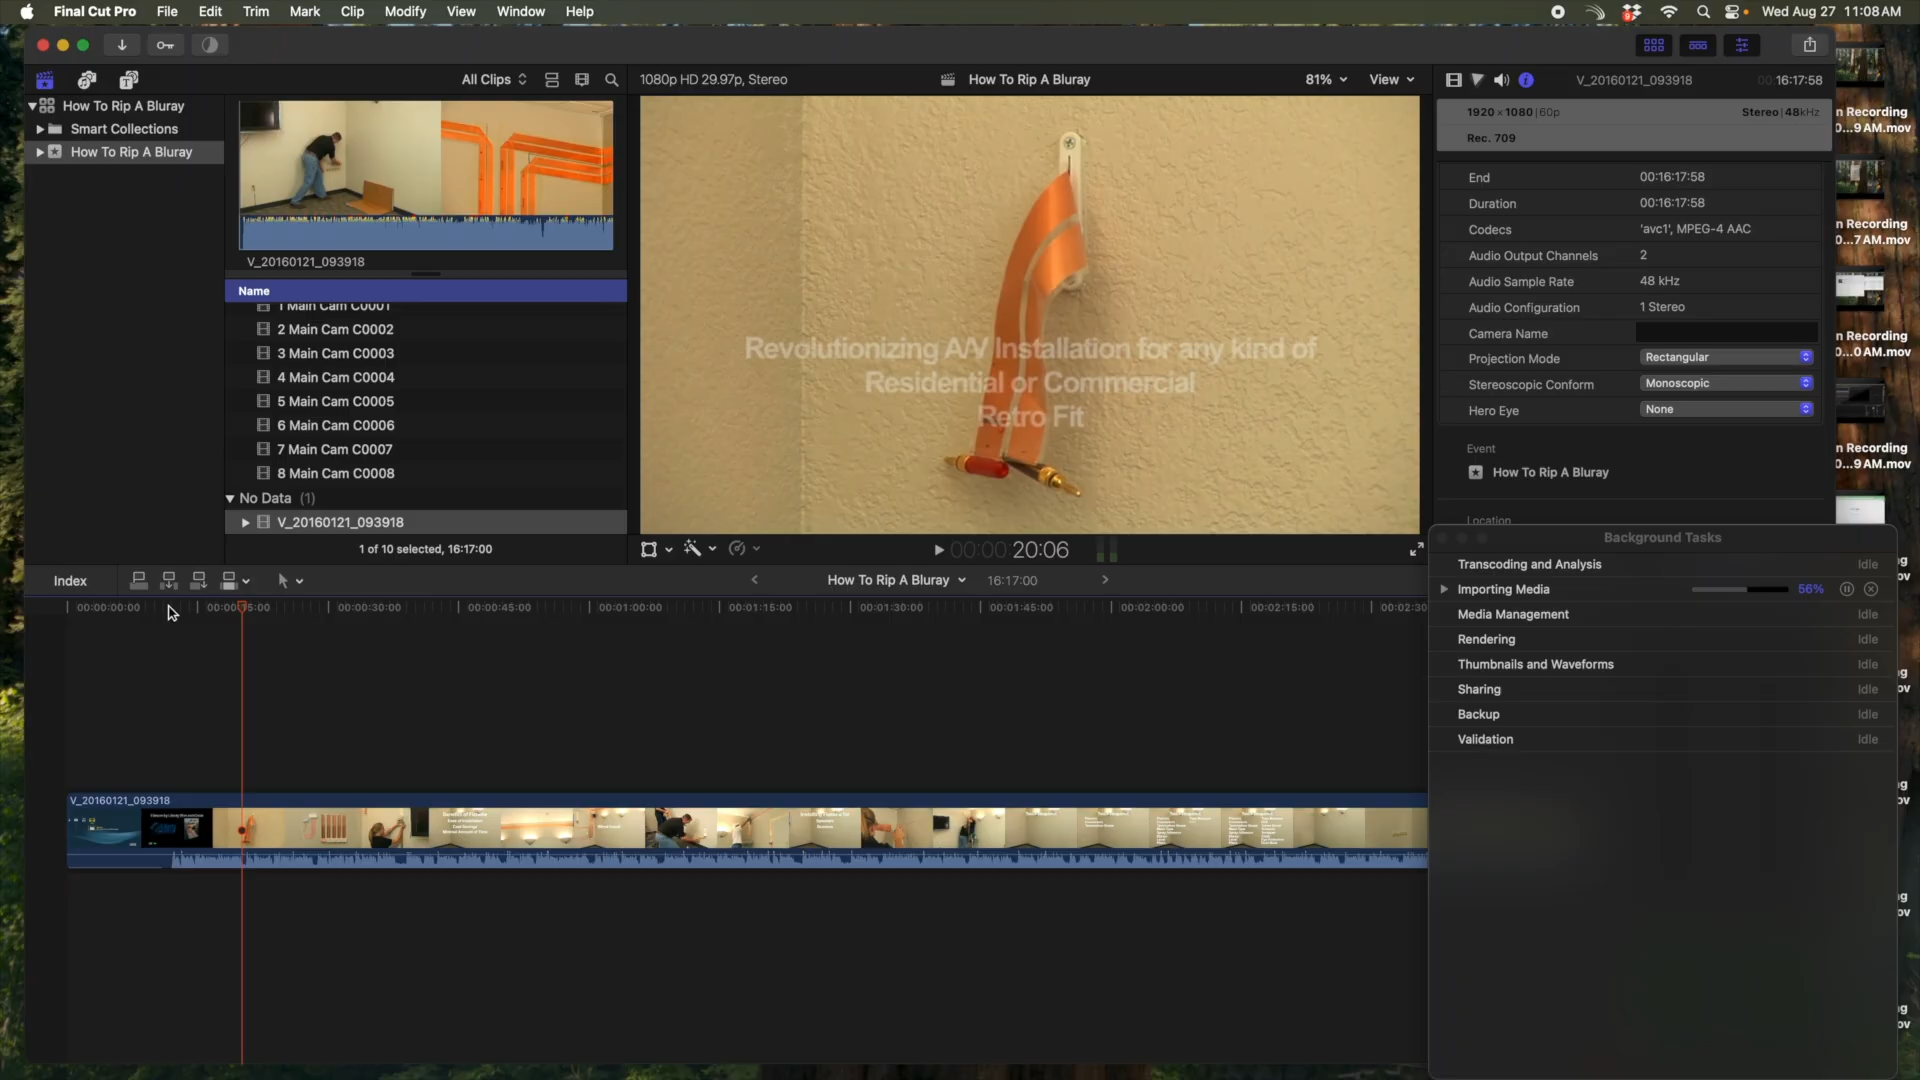 Final Cut Pro File Edit Trim Mark Clip Modify View Window Help
Wed Aug 27 11:08 AM
All Clips
1080p HD 29.97p, Stereo
How To Rip A Bluray
81%
View
V_20160121_093918
16:17:58
How To Rip A Bluray
Smart Collections
How To Rip A Bluray
V_20160121_093918
Name
1 Main Cam C0001
2 Main Cam C0002
3 Main Cam C0003
4 Main Cam C0004
5 Main Cam C0005
6 Main Cam C0006
7 Main Cam C0007
8 Main Cam C0008
No Data (1)
V_20160121_093918
1 of 10 selected, 16:17:00
Revolutionizing A/V Installation for any kind of
Residential or Commercial
Retro Fit
00:00:20:06
1920 × 1080 | 60p
Stereo | 48kHz
Rec. 709
End 00:16:17:58
Duration 00:16:17:58
Codecs 'avc1', MPEG-4 AAC
Audio Output Channels 2
Audio Sample Rate 48 kHz
Audio Configuration 1 Stereo
Camera Name
Projection Mode Rectangular
Stereoscopic Conform Monoscopic
Hero Eye None
Event
How To Rip A Bluray
Location
n Recording
0...9 AM.mov
n Recording
0...7 AM.mov
n Recording
0...0 AM.mov
n Recording
0...9 AM.mov
Background Tasks
Transcoding and Analysis Idle
Importing Media 56%
Media Management Idle
Rendering Idle
Thumbnails and Waveforms Idle
Sharing Idle
Backup Idle
Validation Idle
Index
How To Rip A Bluray
16:17:00
00:00:00:00
00:00:30:00
00:00:45:00
00:01:00:00
00:01:15:00
00:01:30:00
00:01:45:00
00:02:00:00
00:02:15:00
00:02:30
V_20160121_093918